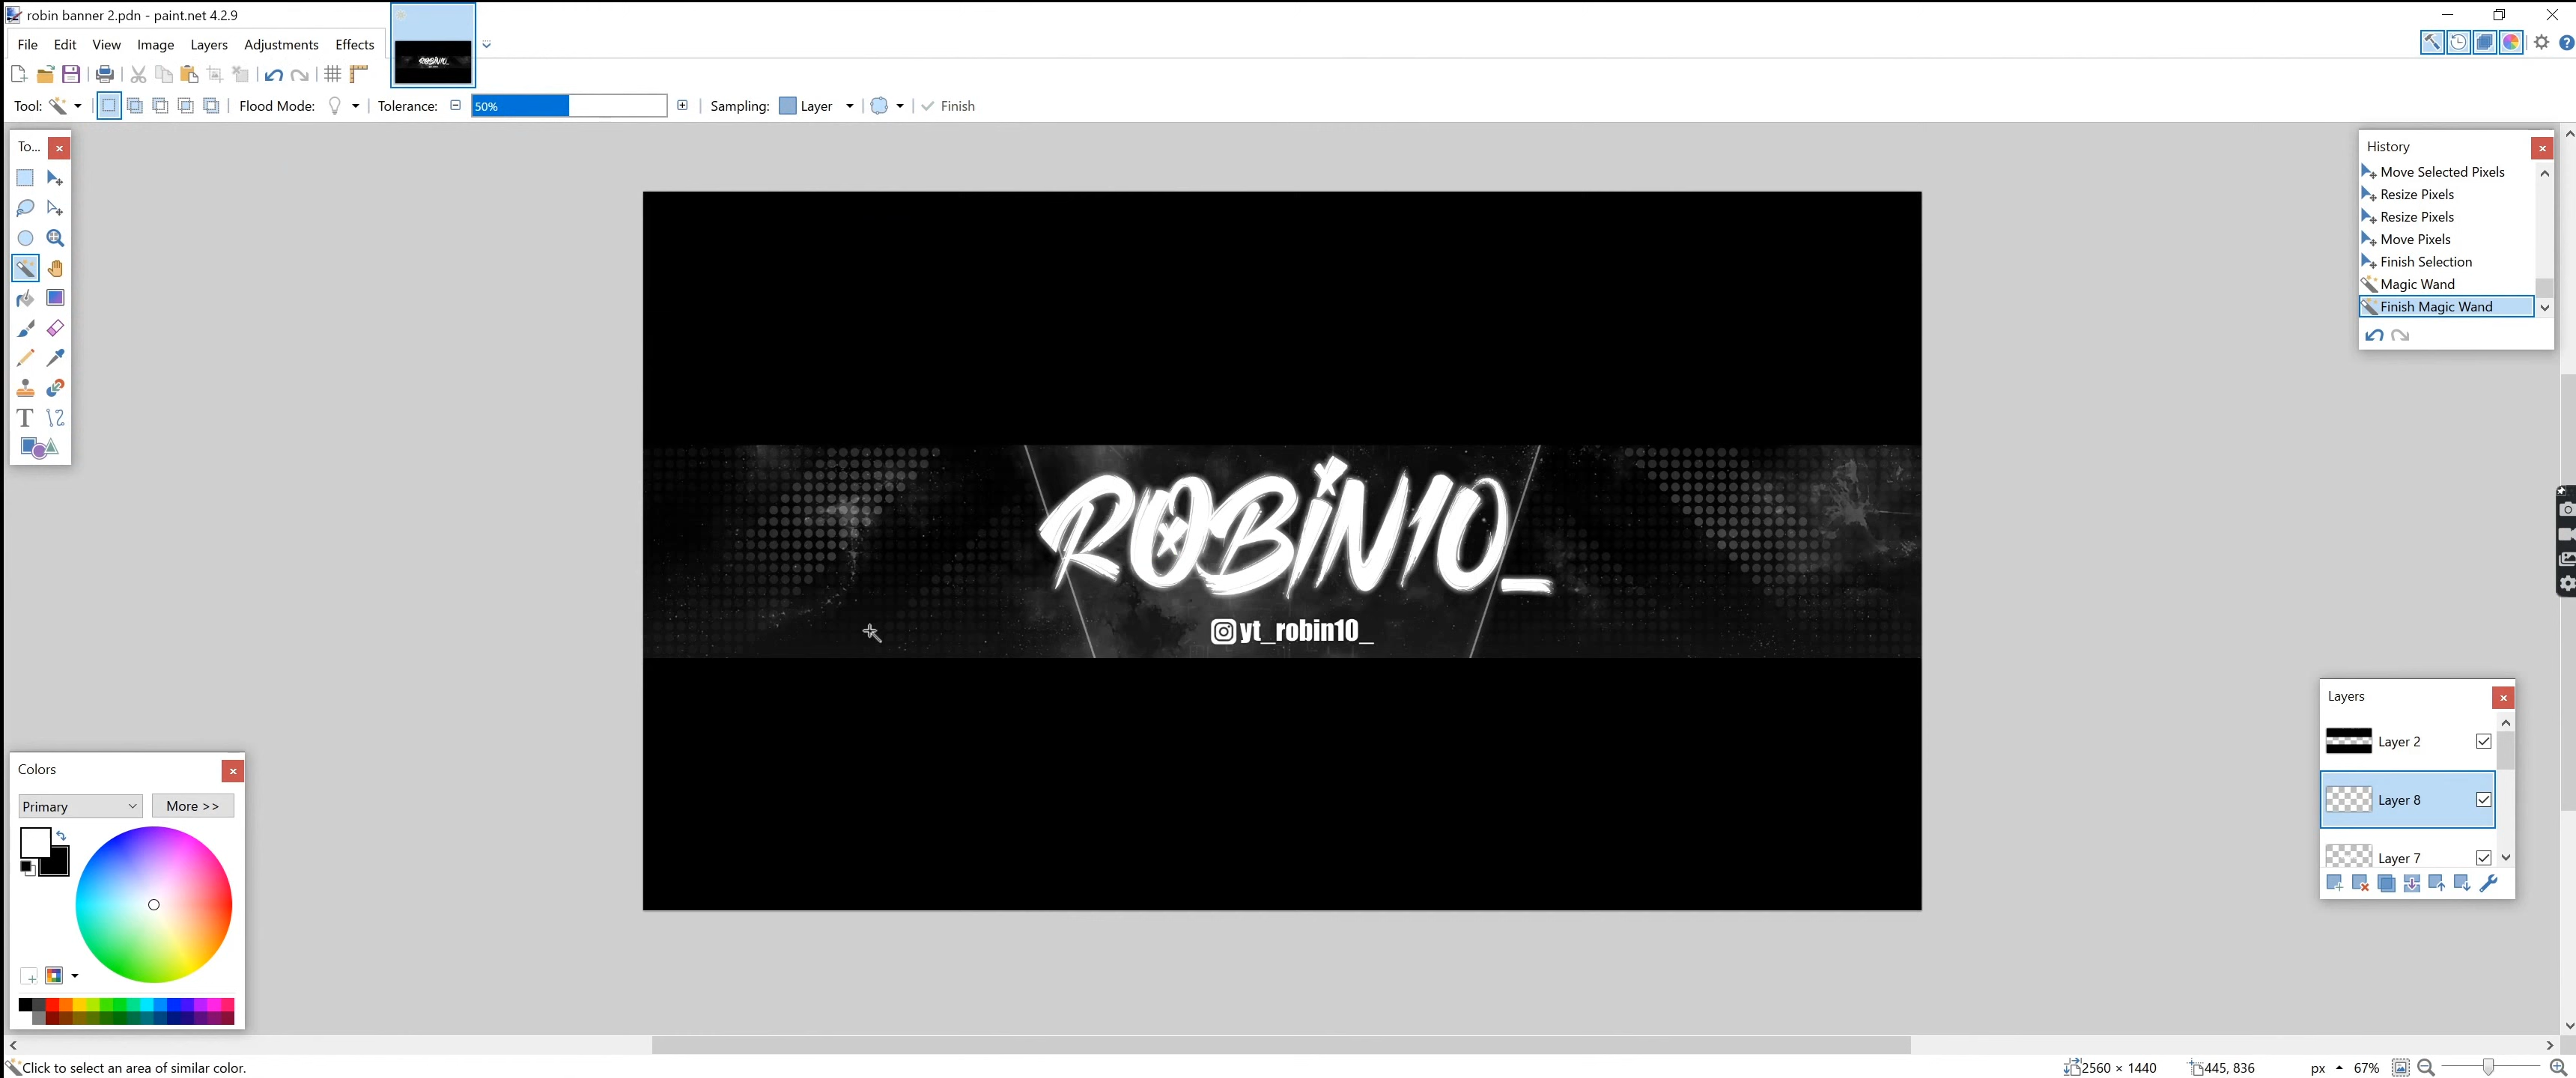 robin banner 2.pdn - paint.net 4.2.9
File Edit View Image Layers Adjustments Effects
Tool: Flood Mode: Tolerance: 50% Sampling: Layer Finish
To...
History
Move Selected Pixels
Resize Pixels
Resize Pixels
Move Pixels
Finish Selection
Magic Wand
Finish Magic Wand
ROBIN10_
yt_robin10_
Layers
Layer 2
Layer 8
Layer 7
Colors
Primary More >>
Click to select an area of similar color. 2560 × 1440 445, 836 px 67%